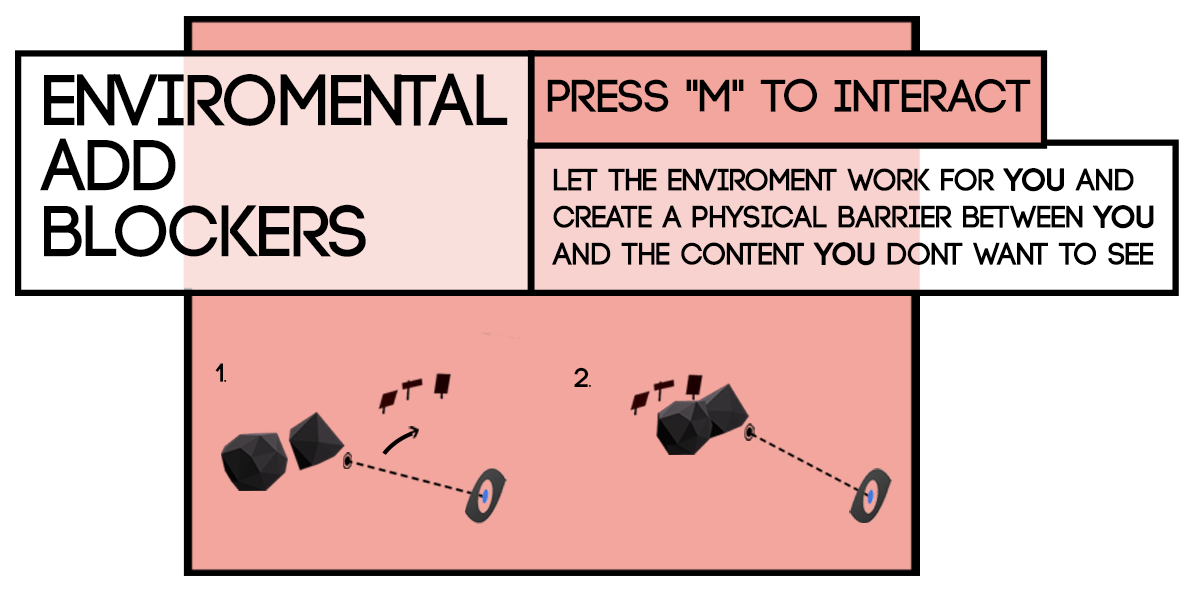 ENVIROMENTAL
ADD
BLOCKERS
PRESS "M" TO INTERACT
LET THE ENVIROMENT WORK FOR YOU AND
CREATE A PHYSICAL BARRIER BETWEEN YOU
AND THE CONTENT YOU DONT WANT TO SEE
1.
2.